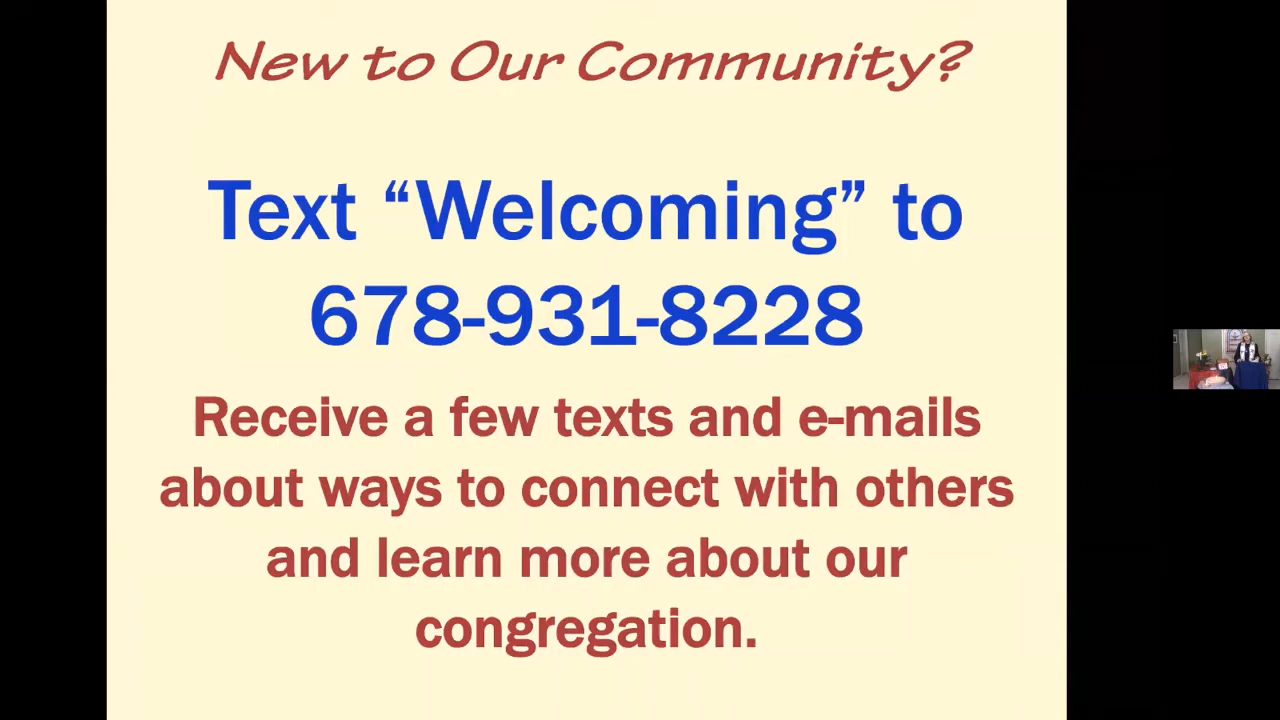 New to Our Community?
Text “Welcoming” to
678-931-8228
Receive a few texts and e-mails
about ways to connect with others
and learn more about our
congregation.